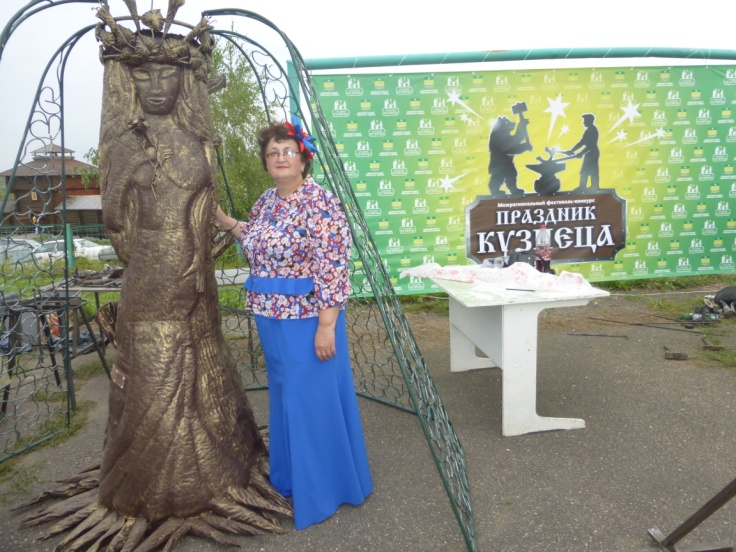 Межрегиональный фестиваль-конкурс
ПРАЗДНИК
КУЗНЕЦА